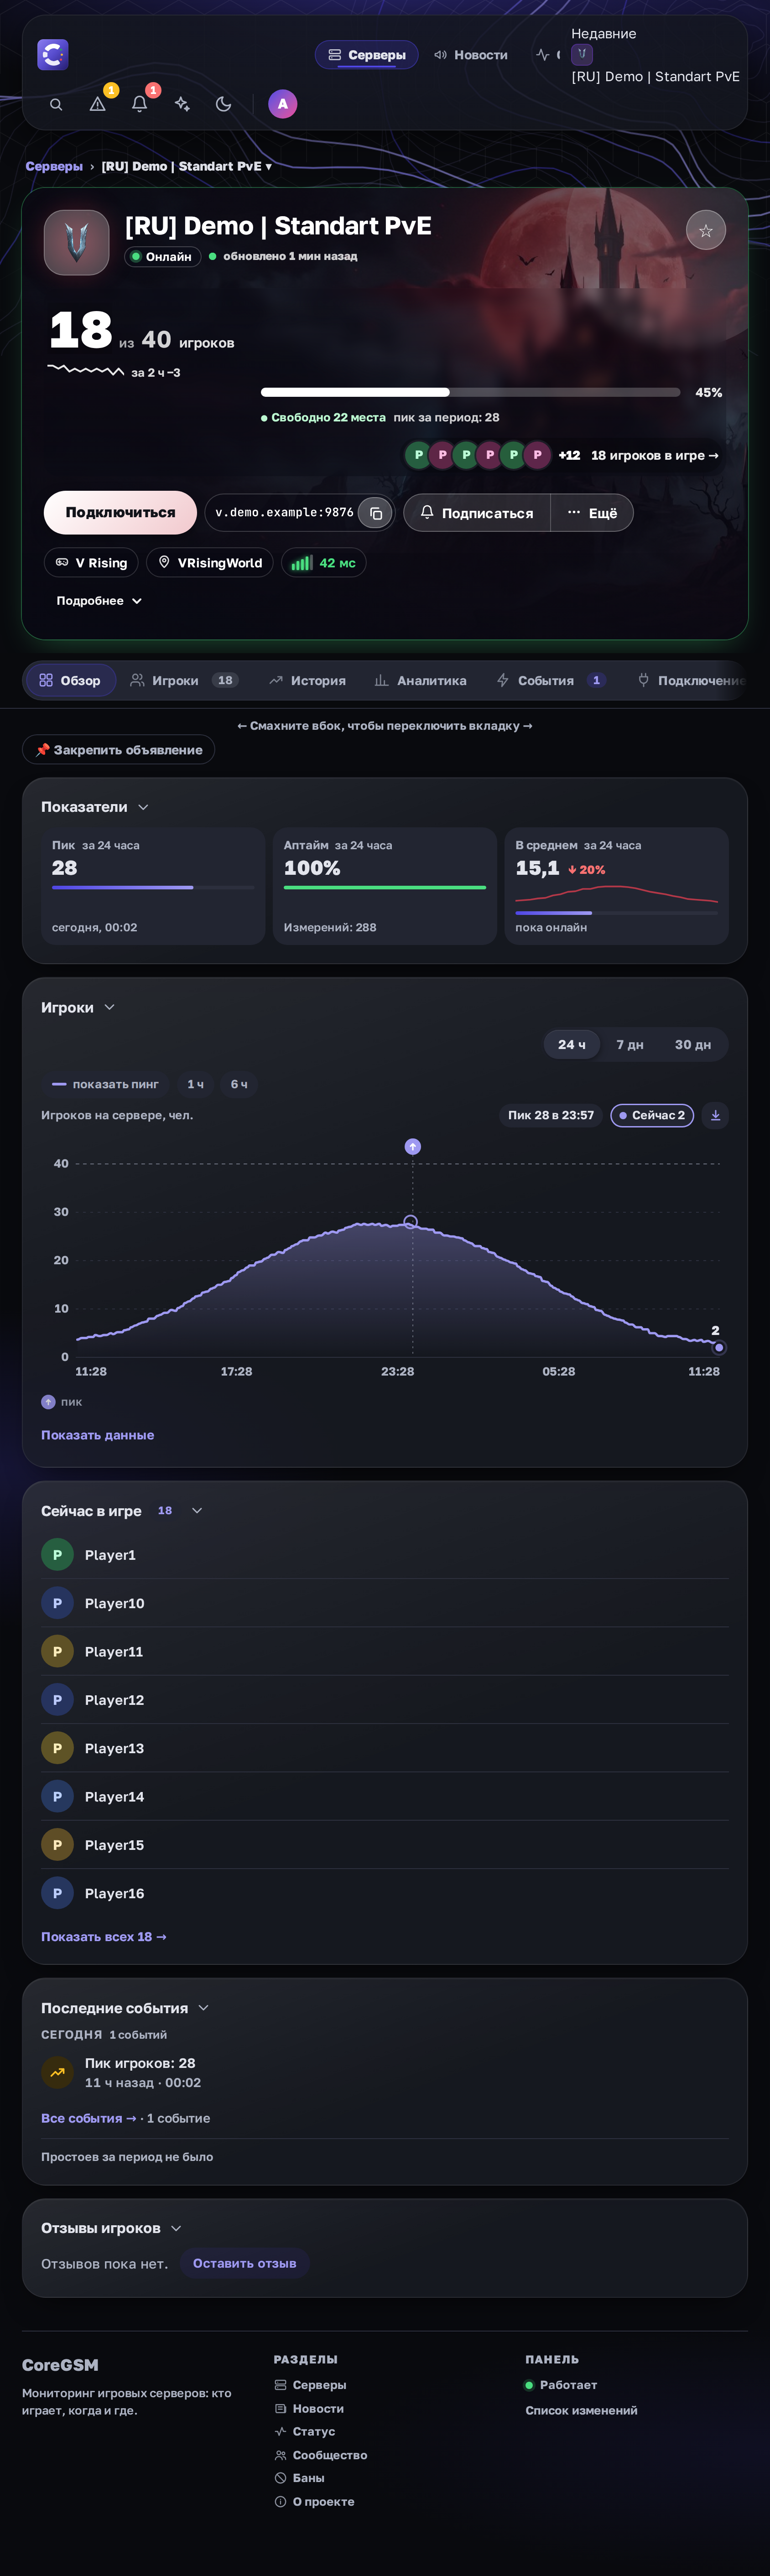 Серверы
Новости
Недавние
[RU] Demo | Standart PvE
1
1
A
Серверы › [RU] Demo | Standart PvE ▾
[RU] Demo | Standart PvE
Онлайн
обновлено 1 мин назад
18 из 40 игроков
за 2 ч −3
45%
Свободно 22 места пик за период: 28
P P P P P P +12 18 игроков в игре →
Подключиться
v.demo.example:9876
Подписаться
Ещё
V Rising
VRisingWorld
42 мс
Подробнее
Обзор
Игроки 18
История
Аналитика
События 1
Подключение
← Смахните вбок, чтобы переключить вкладку →
📌 Закрепить объявление
Показатели
Пик за 24 часа
28
сегодня, 00:02
Аптайм за 24 часа
100%
Измерений: 288
В среднем за 24 часа
15,1 ↓ 20%
пока онлайн
Игроки
24 ч 7 дн 30 дн
показать пинг 1 ч 6 ч
Игроков на сервере, чел.
Пик 28 в 23:57
Сейчас 2
40
30
20
10
0
2
11:28 17:28 23:28 05:28 11:28
пик
Показать данные
Сейчас в игре 18
P Player1
P Player10
P Player11
P Player12
P Player13
P Player14
P Player15
P Player16
Показать всех 18 →
Последние события
СЕГОДНЯ 1 событий
Пик игроков: 28
11 ч назад · 00:02
Все события → · 1 событие
Простоев за период не было
Отзывы игроков
Отзывов пока нет. Оставить отзыв
CoreGSM
Мониторинг игровых серверов: кто
играет, когда и где.
РАЗДЕЛЫ
Серверы
Новости
Статус
Сообщество
Баны
О проекте
ПАНЕЛЬ
Работает
Список изменений